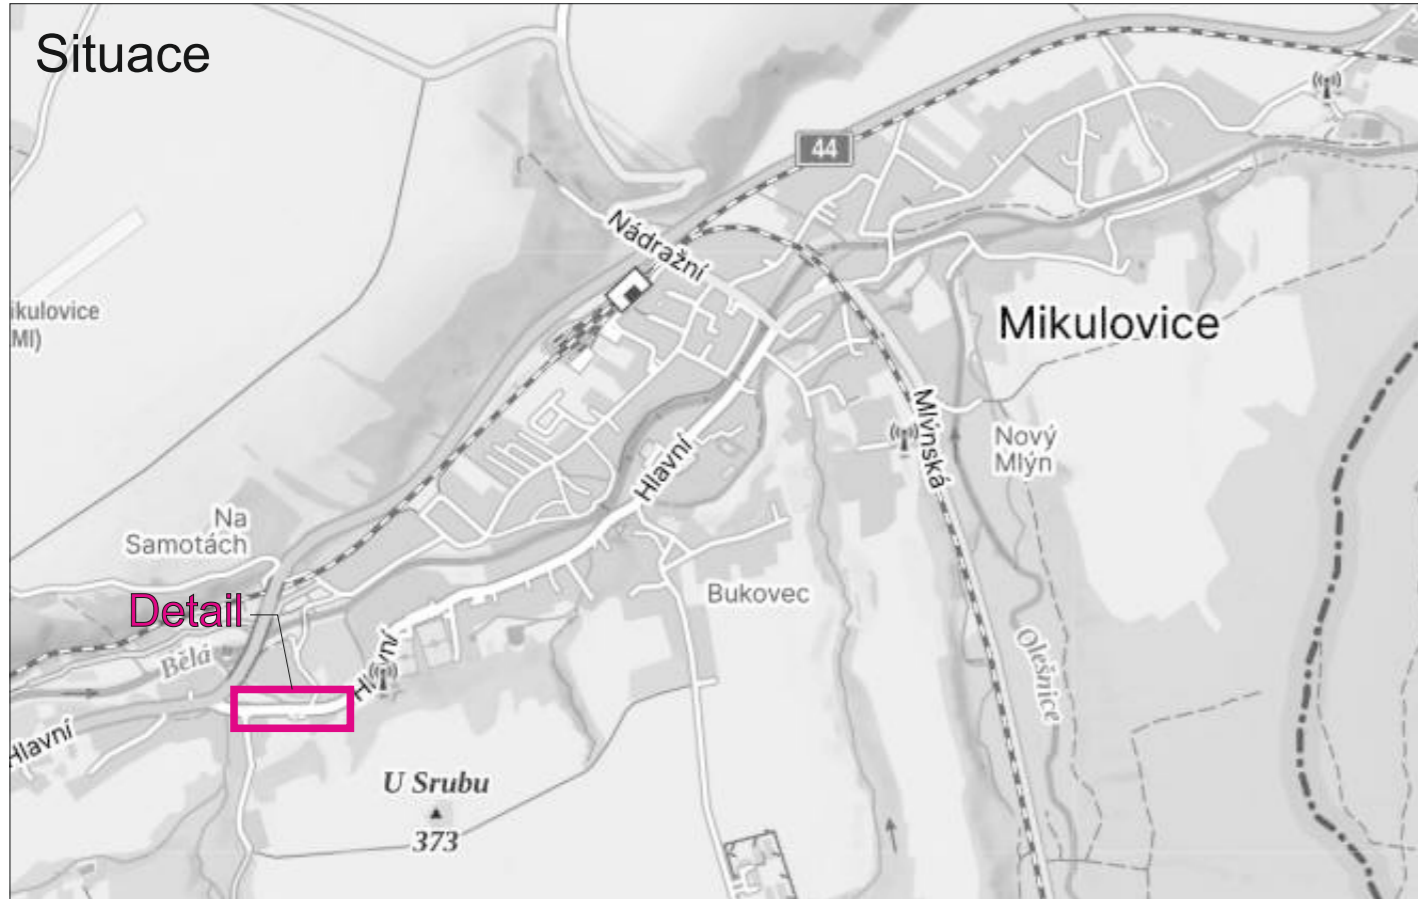 Situace
44
Nádražní
Mikulovice
ikulovice
MI)
Mlýnská
Nový
Mlýn
Hlavní
Na
Samotách
Bukovec
Detail
Bělá
Olešnice
Hlavní
Hlavní
U Srubu
373